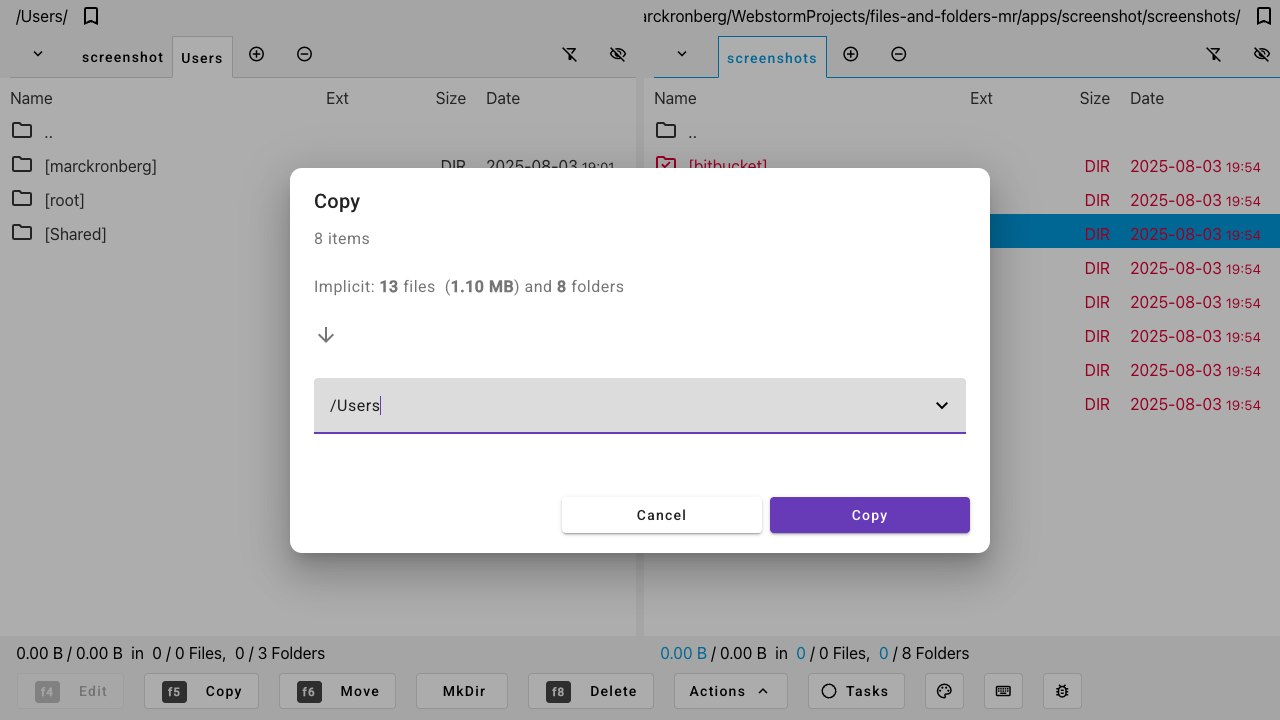 /Users/
arckronberg/WebstormProjects/files-and-folders-mr/apps/screenshot/screenshots/
screenshot Users
screenshots
Name Ext Size Date
Name Ext Size Date
..
..
[marckronberg] DIR 2025-08-03 19:01
[bitbucket] DIR 2025-08-03 19:54
[root]
DIR 2025-08-03 19:54
[Shared]
DIR 2025-08-03 19:54
DIR 2025-08-03 19:54
DIR 2025-08-03 19:54
DIR 2025-08-03 19:54
DIR 2025-08-03 19:54
DIR 2025-08-03 19:54
Copy
8 items
Implicit: 13 files (1.10 MB) and 8 folders
/Users
Cancel Copy
0.00 B / 0.00 B in 0 / 0 Files, 0 / 3 Folders
0.00 B / 0.00 B in 0 / 0 Files, 0 / 8 Folders
f4 Edit f5 Copy f6 Move MkDir f8 Delete Actions Tasks